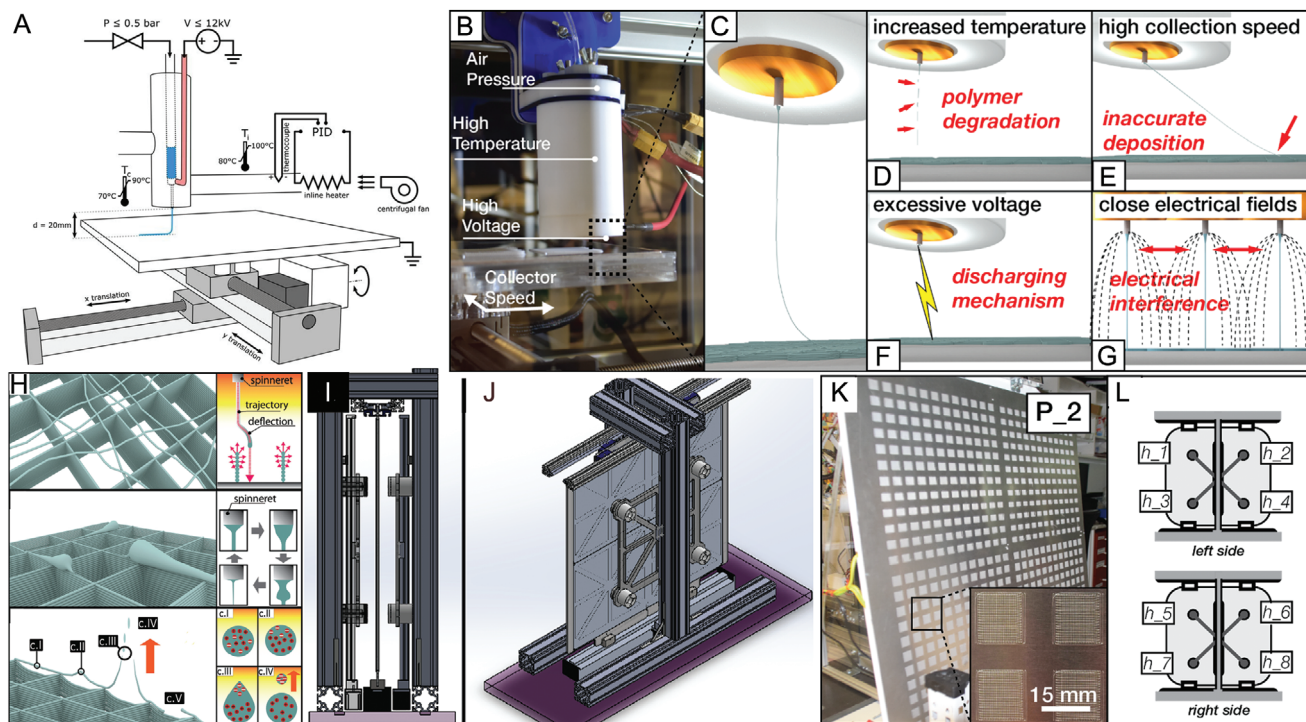 A
P ≤ 0.5 bar
V ≤ 12kV
T_i
100°C
80°C
T_c
90°C
70°C
thermocouple
PID
inline heater
centrifugal fan
d = 20mm
x translation
y translation
B
Air
Pressure
High
Temperature
High
Voltage
Collector
Speed
C
increased temperature
polymer
degradation
D
high collection speed
inaccurate
deposition
E
excessive voltage
discharging
mechanism
F
close electrical fields
electrical
interference
G
H
spinneret
trajectory
deflection
spinneret
c.I
c.II
c.III
c.IV
c.V
c.I
c.II
c.III
c.IV
I
J
K
P_2
15 mm
L
h_1
h_2
h_3
h_4
left side
h_5
h_6
h_7
h_8
right side